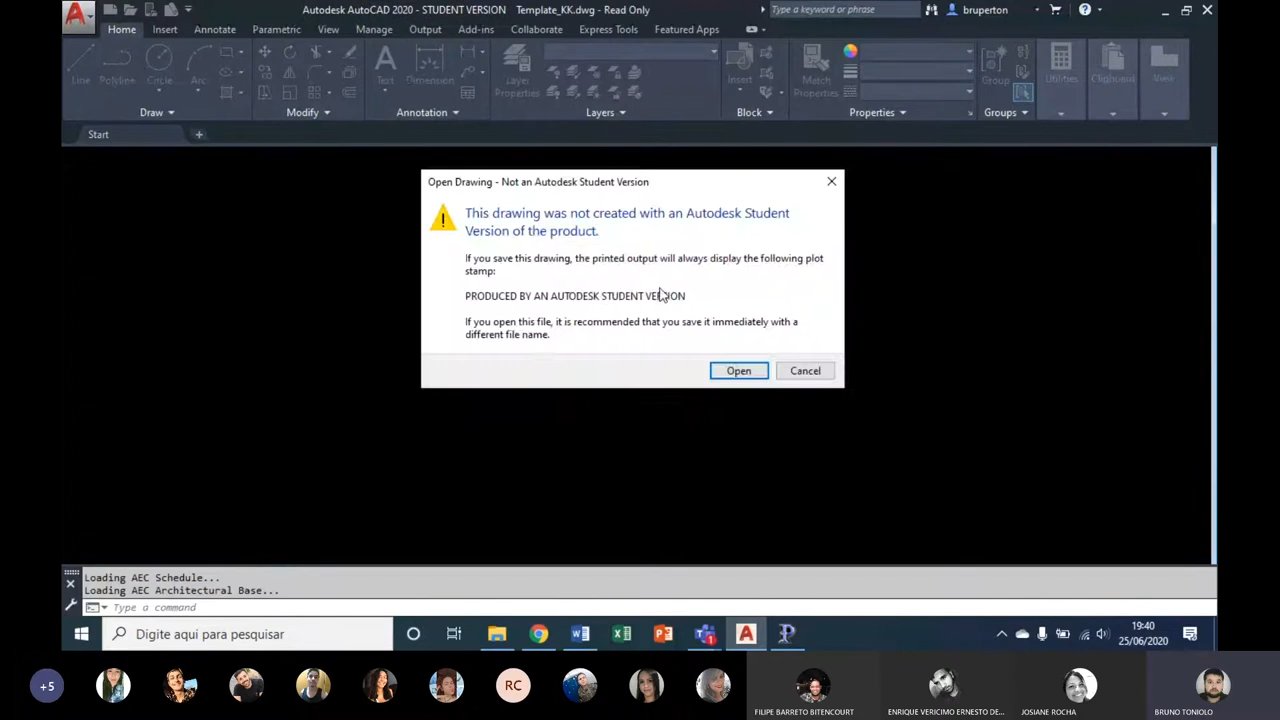 Autodesk AutoCAD 2020 - STUDENT VERSION Template_KK.dwg - Read Only
Type a keyword or phrase
bruperton
Home Insert Annotate Parametric View Manage Output Add-ins Collaborate Express Tools Featured Apps
Line Polyline Circle Arc Text Dimension Layer Properties Insert Match Properties Group Utilities Clipboard View
Draw Modify Annotation Layers Block Properties Groups
Start
Open Drawing - Not an Autodesk Student Version
This drawing was not created with an Autodesk Student
Version of the product.
If you save this drawing, the printed output will always display the following plot
stamp:
PRODUCED BY AN AUTODESK STUDENT VERSION
If you open this file, it is recommended that you save it immediately with a
different file name.
Open Cancel
Loading AEC Schedule...
Loading AEC Architectural Base...
Type a command
Digite aqui para pesquisar
19:40
25/06/2020
+5
RC
FILIPE BARRETO BITENCOURT
ENRIQUE VERICIMO ERNESTO DE...
JOSIANE ROCHA
BRUNO TONIOLO